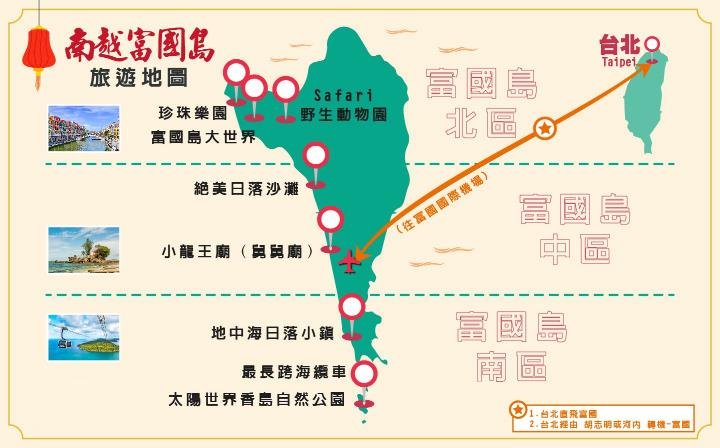 南越富國島
旅遊地圖
台北
Taipei
富國島
北區
Safari
野生動物園
珍珠樂園
富國島大世界
絕美日落沙灘
(往富國國際機場)
富國島
中區
小龍王廟(舅舅廟)
地中海日落小鎮
富國島
南區
最長跨海纜車
太陽世界香島自然公園
1.台北直飛富國
2.台北經由 胡志明或河內 轉機-富國